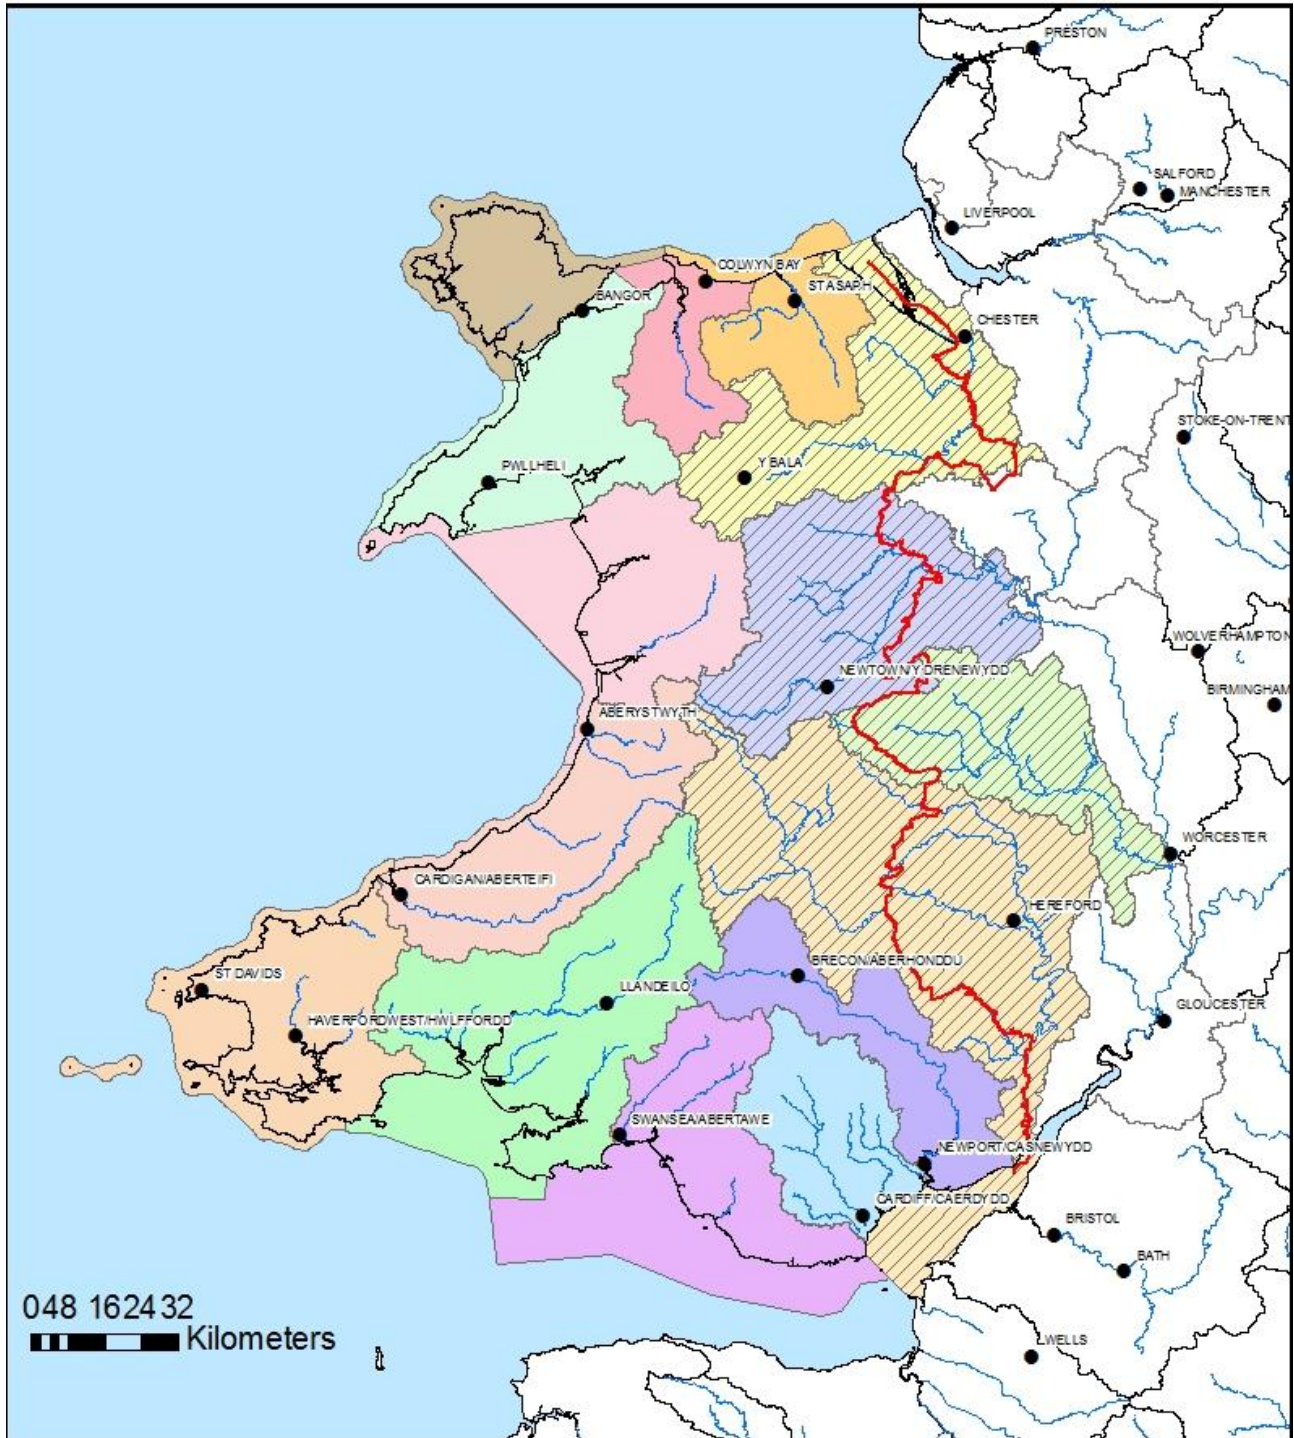 PRESTON
SALFORD
MANCHESTER
LIVERPOOL
COLWYN BAY
ST ASAPH
BANGOR
CHESTER
STOKE-ON-TRENT
PWLLHELI
Y BALA
WOLVERHAMPTON
NEWTOWN/Y DRENEWYDD
BIRMINGHAM
ABERYSTWYTH
WORCESTER
CARDIGAN/ABERTEIFI
HEREFORD
BRECON/ABERHONDDU
ST DAVIDS
LLANDEILO
GLOUCESTER
HAVERFORDWEST/HWLFFORDD
SWANSEA/ABERTAWE
NEWPORT/CASNEWYDD
CARDIFF/CAERDYDD
BRISTOL
BATH
048 162432
Kilometers
WELLS